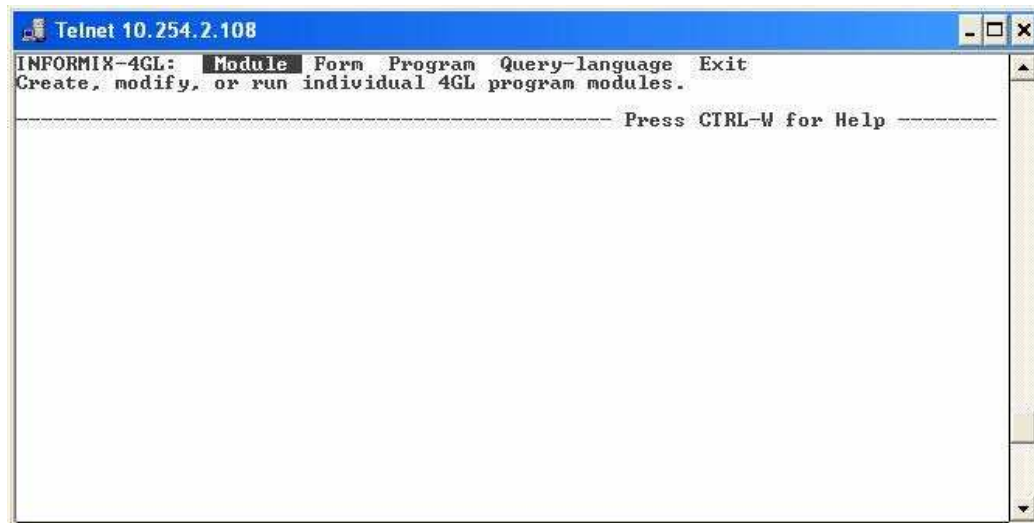 Telnet 10.254.2.108
INFORMIX-4GL: Module Form Program Query-language Exit
Create, modify, or run individual 4GL program modules.
------------------------------------------------ Press CTRL-W for Help --------